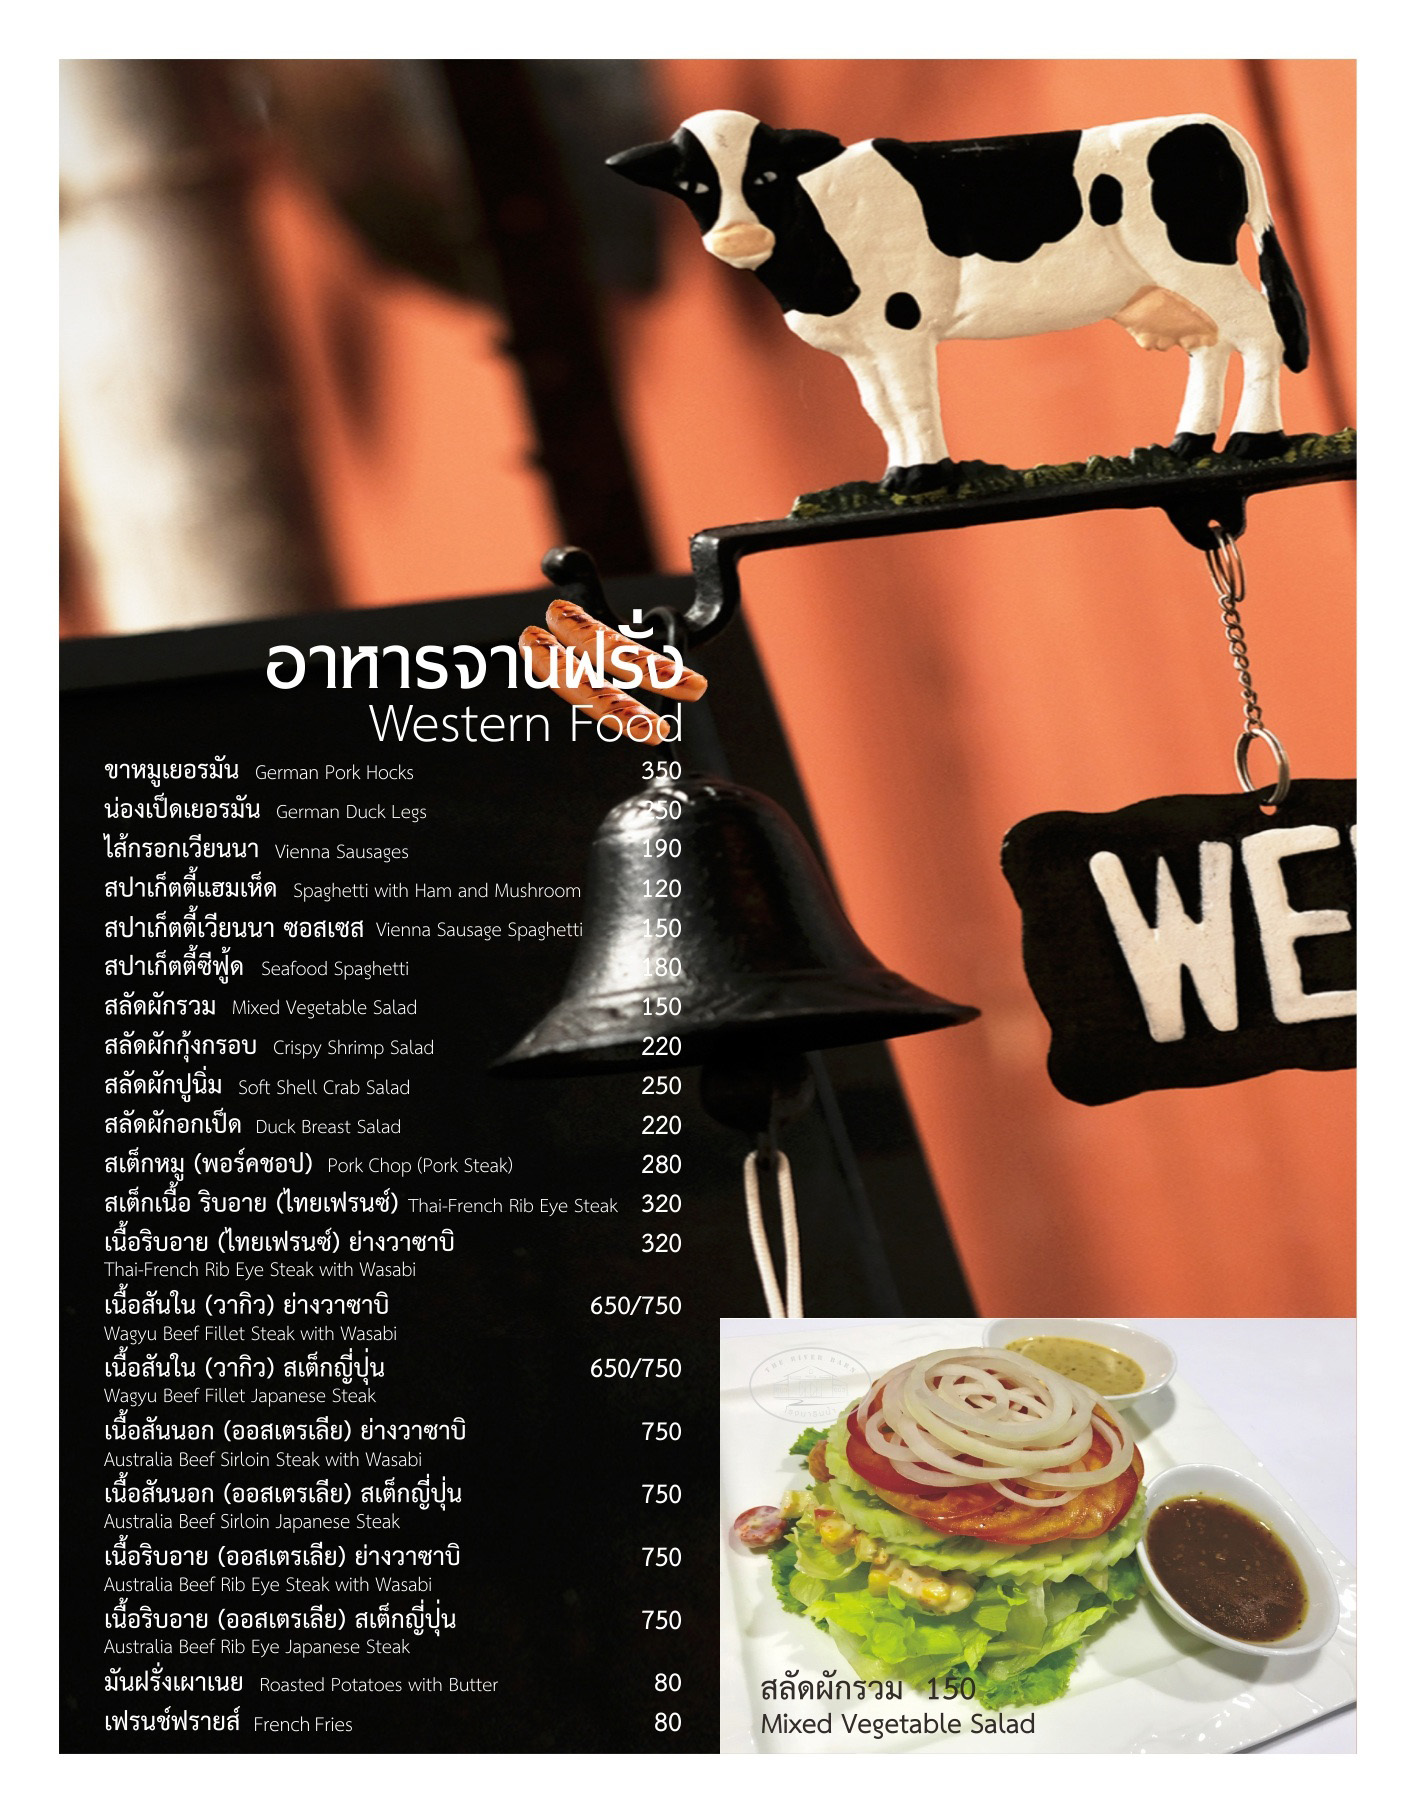 อาหารจานฝรั่ง
Western Food
ขาหมูเยอรมัน German Pork Hocks 350
น่องเป็ดเยอรมัน German Duck Legs 250
ไส้กรอกเวียนนา Vienna Sausages 190
สปาเก็ตตี้แฮมเห็ด Spaghetti with Ham and Mushroom 120
สปาเก็ตตี้เวียนนา ซอสเซส Vienna Sausage Spaghetti 150
สปาเก็ตตี้ซีฟู้ด Seafood Spaghetti 180
สลัดผักรวม Mixed Vegetable Salad 150
สลัดผักกุ้งกรอบ Crispy Shrimp Salad 220
สลัดผักปูนิ่ม Soft Shell Crab Salad 250
สลัดผักอกเป็ด Duck Breast Salad 220
สเต็กหมู (พอร์คชอป) Pork Chop (Pork Steak) 280
สเต็กเนื้อ ริบอาย (ไทยเฟรนซ์) Thai-French Rib Eye Steak 320
เนื้อริบอาย (ไทยเฟรนซ์) ย่างวาซาบิ 320
Thai-French Rib Eye Steak with Wasabi
เนื้อสันใน (วากิว) ย่างวาซาบิ 650/750
Wagyu Beef Fillet Steak with Wasabi
เนื้อสันใน (วากิว) สเต็กญี่ปุ่น 650/750
Wagyu Beef Fillet Japanese Steak
เนื้อสันนอก (ออสเตรเลีย) ย่างวาซาบิ 750
Australia Beef Sirloin Steak with Wasabi
เนื้อสันนอก (ออสเตรเลีย) สเต็กญี่ปุ่น 750
Australia Beef Sirloin Japanese Steak
เนื้อริบอาย (ออสเตรเลีย) ย่างวาซาบิ 750
Australia Beef Rib Eye Steak with Wasabi
เนื้อริบอาย (ออสเตรเลีย) สเต็กญี่ปุ่น 750
Australia Beef Rib Eye Japanese Steak
มันฝรั่งเผาเนย Roasted Potatoes with Butter 80
เฟรนช์ฟรายส์ French Fries 80
WE
THE RIVER BARN
สลัดผักรวม 150
Mixed Vegetable Salad